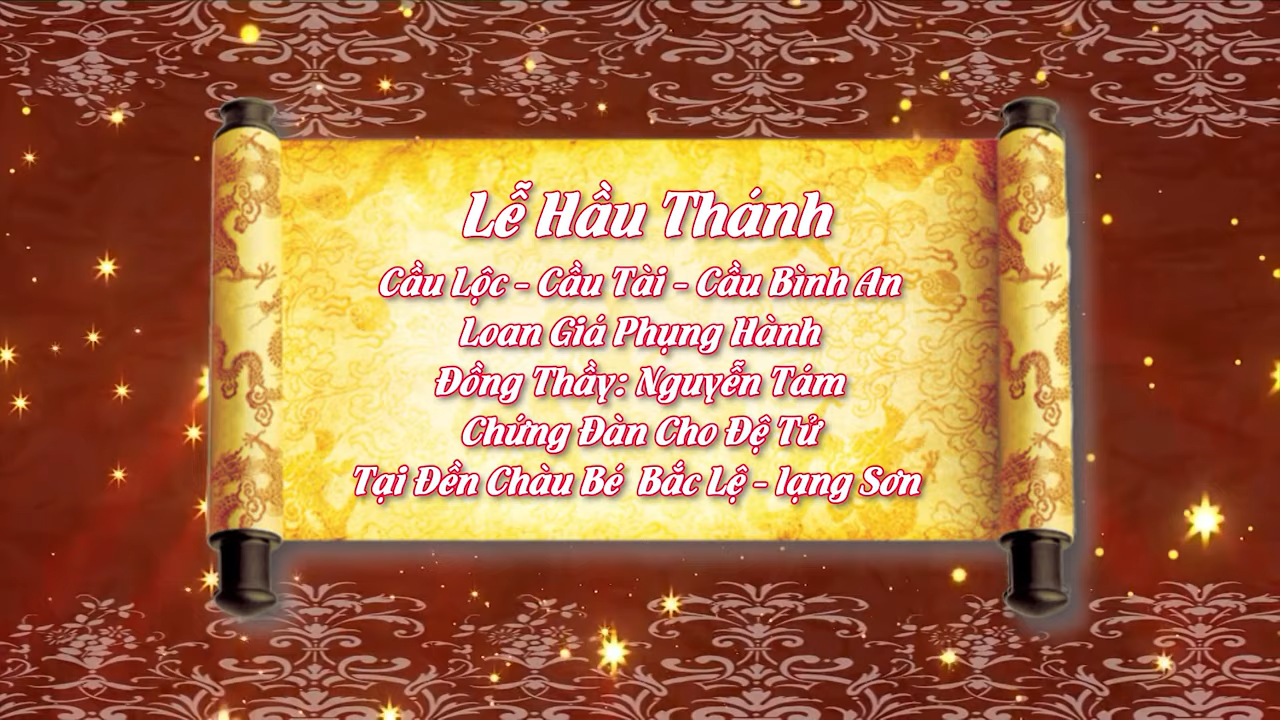 Lễ Hầu Thánh
Cầu Lộc - Cầu Tài - Cầu Bình An
Loan Giá Phụng Hành
Đồng Thầy: Nguyễn Tám
Chứng Đàn Cho Đệ Tử
Tại Đền Chàu Bé Bắc Lệ - lạng Sơn